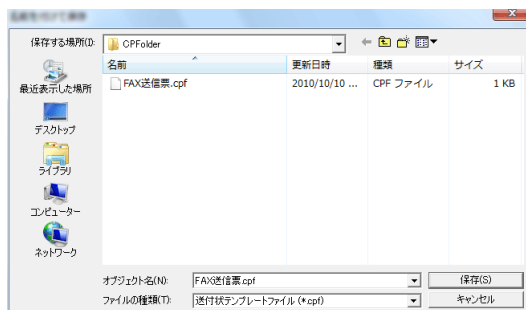 保存する場所(I):
CPFolder
名前
更新日時
種類
サイズ
FAX送信票.cpf
2010/10/10 ...
CPF ファイル
1 KB
最近表示した場所
デスクトップ
ライブラリ
コンピューター
ネットワーク
オブジェクト名(N):
FAX送信票.cpf
保存(S)
ファイルの種類(T):
送付状テンプレートファイル (*.cpf)
キャンセル